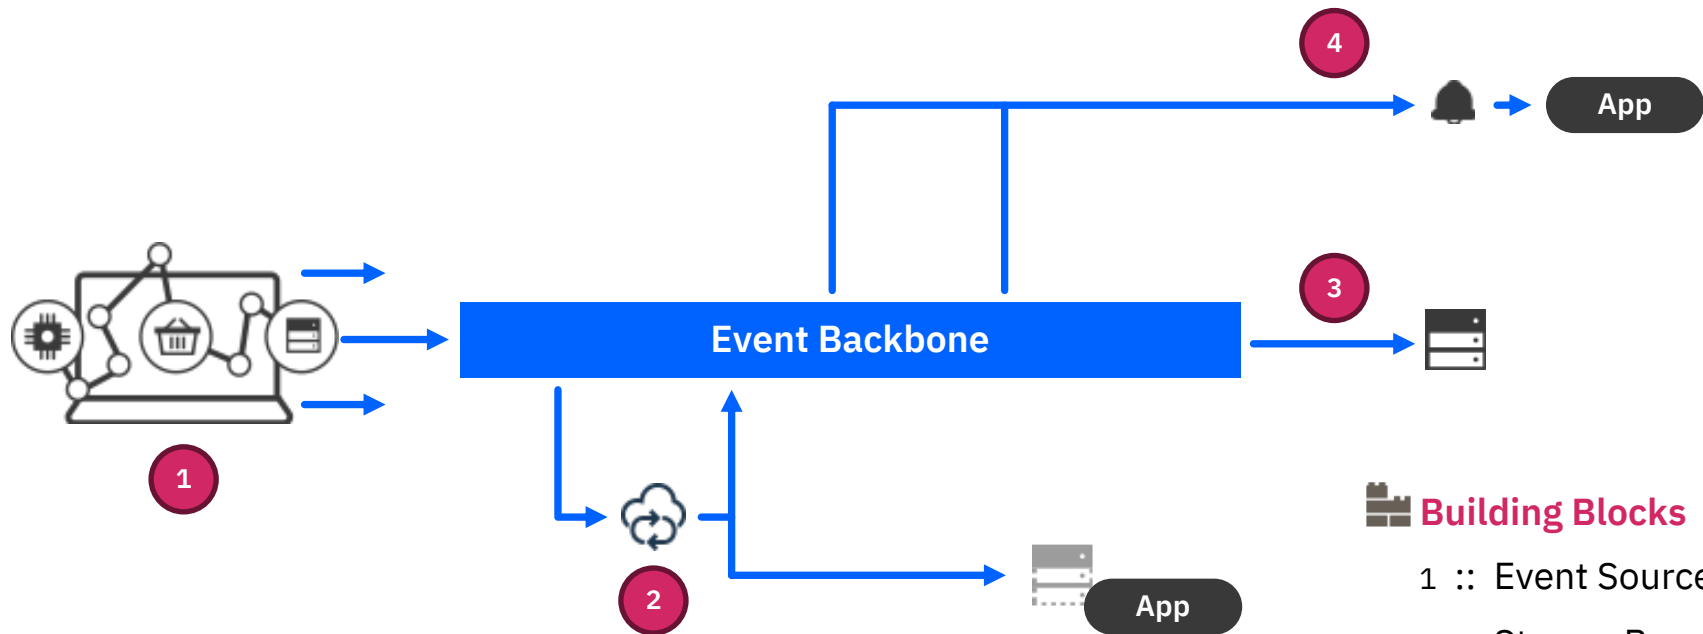 4
App
3
Event Backbone
1
2
App
Building Blocks
1 :: Event Source